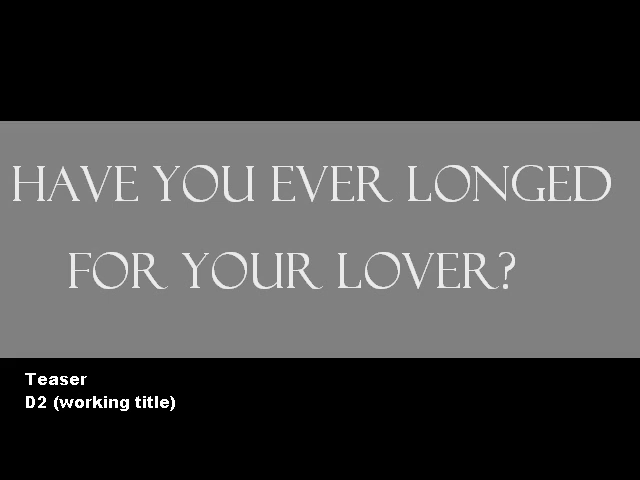 HAVE YOU EVER LONGED
FOR YOUR LOVER?
Teaser
D2 (working title)